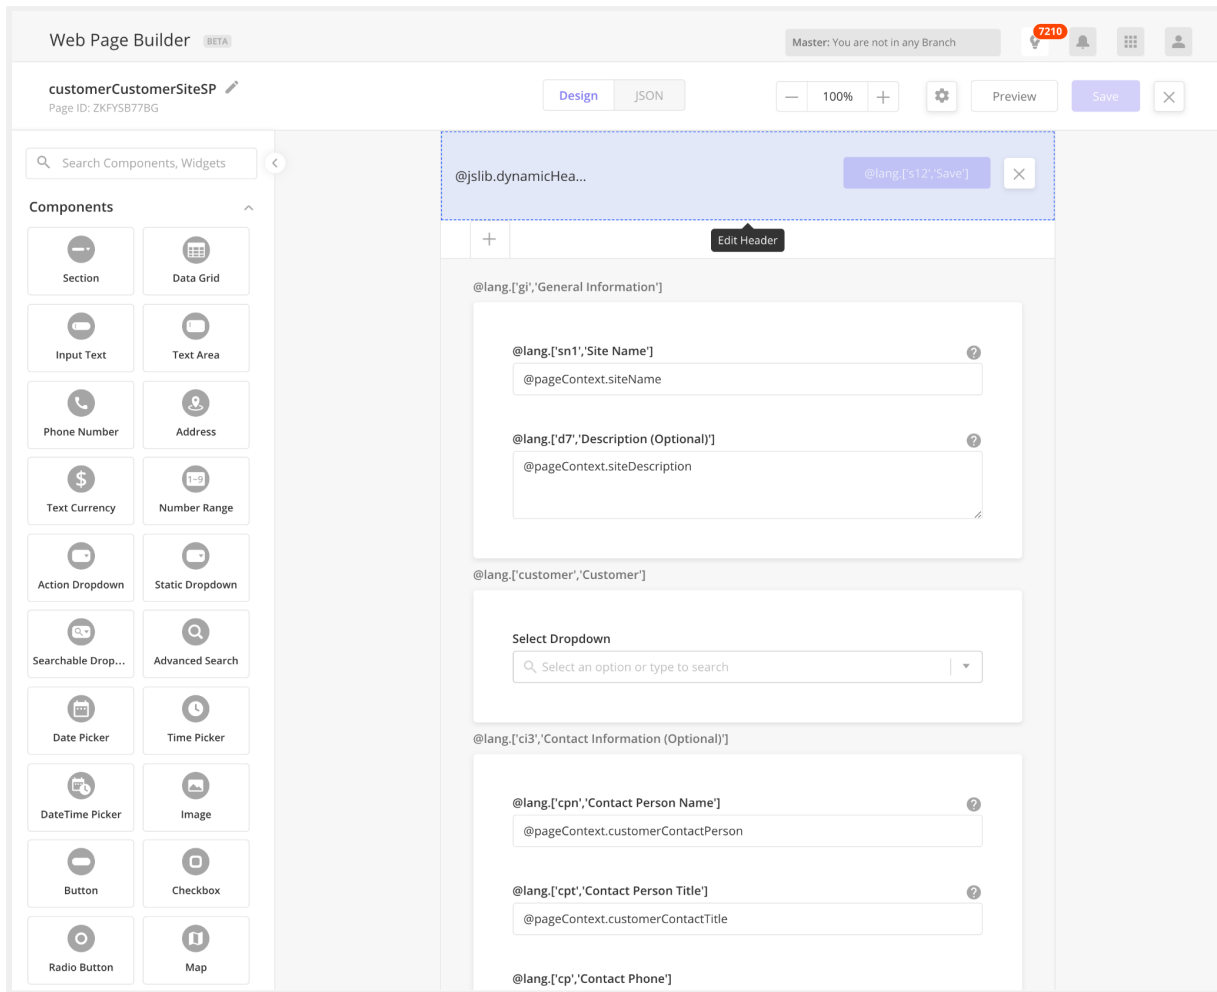 Web Page Builder BETA
Master: You are not in any Branch
7210
customerCustomerSiteSP
Page ID: ZKFYSB77BG
Design JSON
100%
Preview
Save
Search Components, Widgets
Components
Section Data Grid
Input Text Text Area
Phone Number Address
$ 1~9
Text Currency Number Range
Action Dropdown Static Dropdown
Searchable Drop... Advanced Search
Date Picker Time Picker
DateTime Picker Image
Button Checkbox
Radio Button Map
@jslib.dynamicHea...
@lang.['s12','Save']
Edit Header
@lang.['gi','General Information']
@lang.['sn1','Site Name']
@pageContext.siteName
@lang.['d7','Description (Optional)']
@pageContext.siteDescription
@lang.['customer','Customer']
Select Dropdown
Select an option or type to search
@lang.['ci3','Contact Information (Optional)']
@lang.['cpn','Contact Person Name']
@pageContext.customerContactPerson
@lang.['cpt','Contact Person Title']
@pageContext.customerContactTitle
@lang.['cp','Contact Phone']